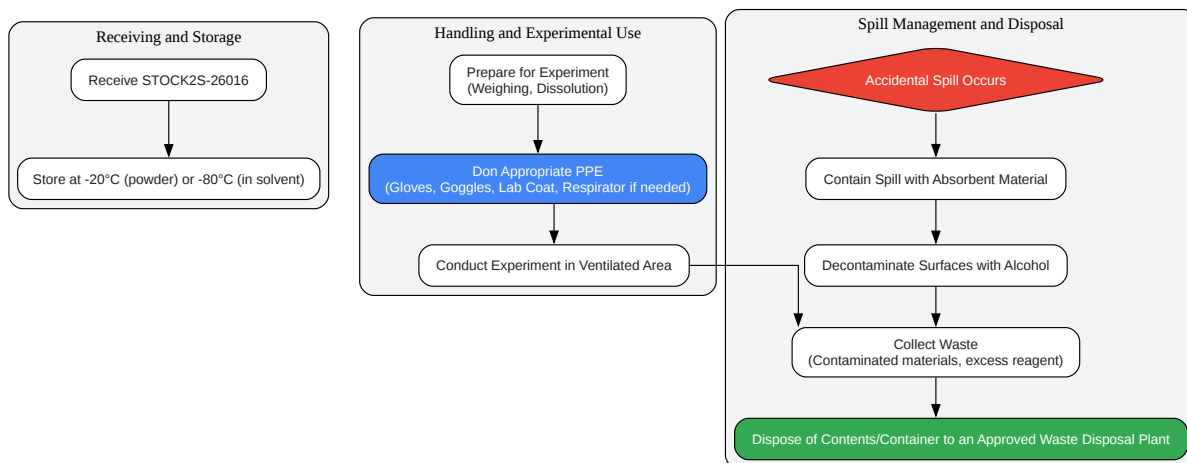 Receiving and Storage
Receive STOCK2S-26016
Store at -20°C (powder) or -80°C (in solvent)
Handling and Experimental Use
Prepare for Experiment
(Weighing, Dissolution)
Don Appropriate PPE
(Gloves, Goggles, Lab Coat, Respirator if needed)
Conduct Experiment in Ventilated Area
Spill Management and Disposal
Accidental Spill Occurs
Contain Spill with Absorbent Material
Decontaminate Surfaces with Alcohol
Collect Waste
(Contaminated materials, excess reagent)
Dispose of Contents/Container to an Approved Waste Disposal Plant